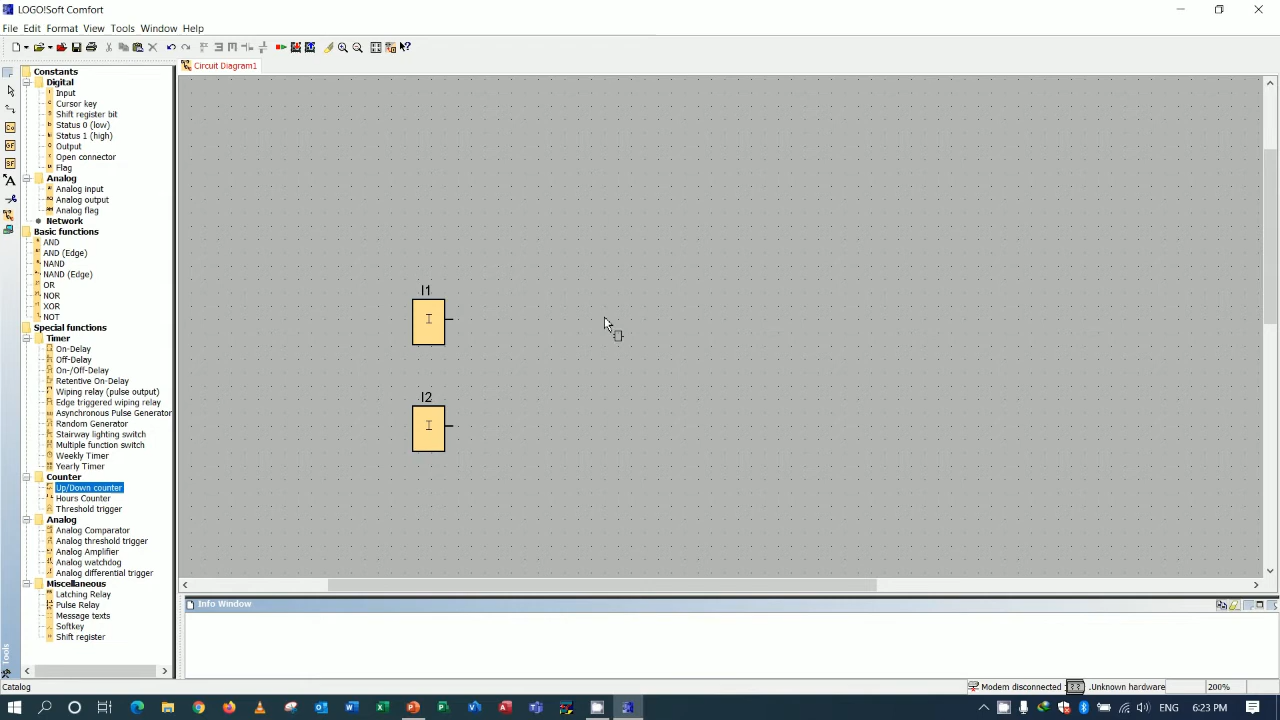 LOGO!Soft Comfort
File Edit Format View Tools Window Help
Circuit Diagram1
Constants
Digital
Input
Cursor key
Shift register bit
Status 0 (low)
Status 1 (high)
Output
Open connector
Flag
Analog
Analog input
Analog output
Analog flag
Network
Basic functions
AND
AND (Edge)
NAND
NAND (Edge)
OR
NOR
XOR
NOT
Special functions
Timer
On-Delay
Off-Delay
On-/Off-Delay
Retentive On-Delay
Wiping relay (pulse output)
Edge triggered wiping relay
Asynchronous Pulse Generator
Random Generator
Stairway lighting switch
Multiple function switch
Weekly Timer
Yearly Timer
Counter
Up/Down counter
Hours Counter
Threshold trigger
Analog
Analog Comparator
Analog threshold trigger
Analog Amplifier
Analog watchdog
Analog differential trigger
Miscellaneous
Latching Relay
Pulse Relay
Message texts
Softkey
Shift register
Tools
I1
I
I2
I
Info Window
Catalog
Modem disconnected
.Unknown hardware
200%
ENG
6:23 PM